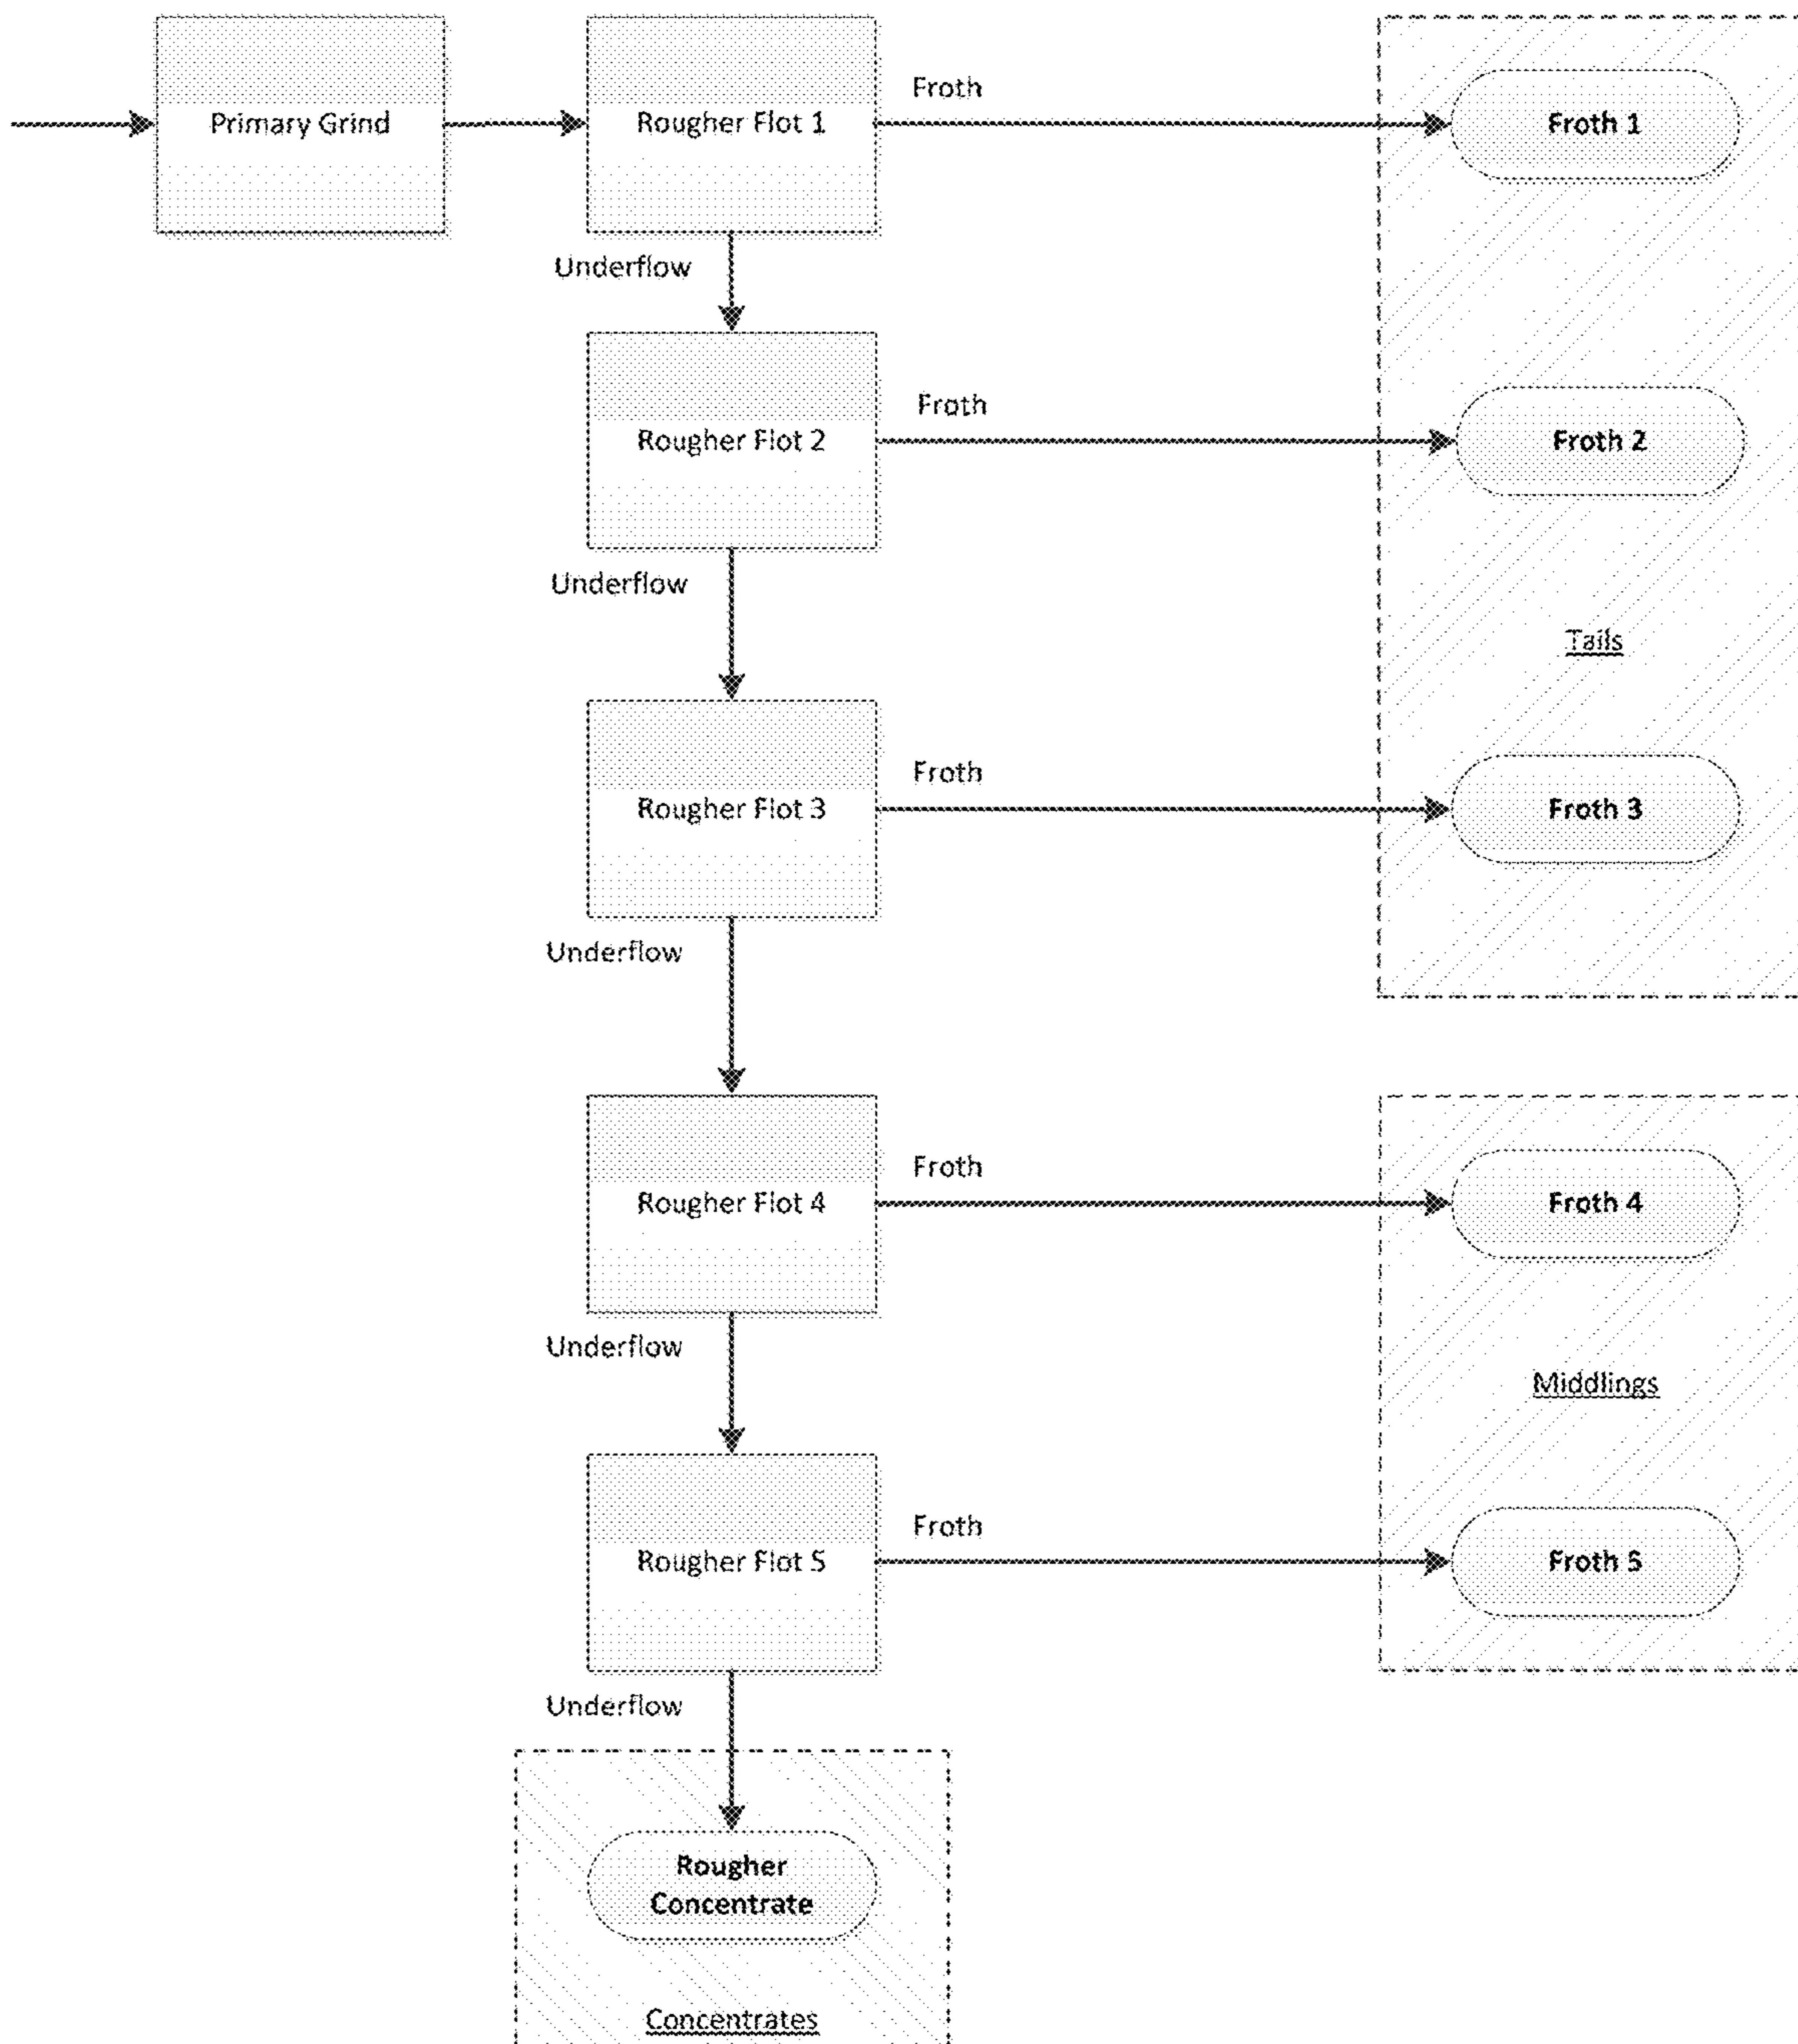 Primary Grind
Rougher Flot 1
Froth
Froth 1
Underflow
Rougher Flot 2
Froth
Froth 2
Underflow
Tails
Rougher Flot 3
Froth
Froth 3
Underflow
Rougher Flot 4
Froth
Froth 4
Underflow
Middlings
Rougher Flot 5
Froth
Froth 5
Underflow
Rougher
Concentrate
Concentrates